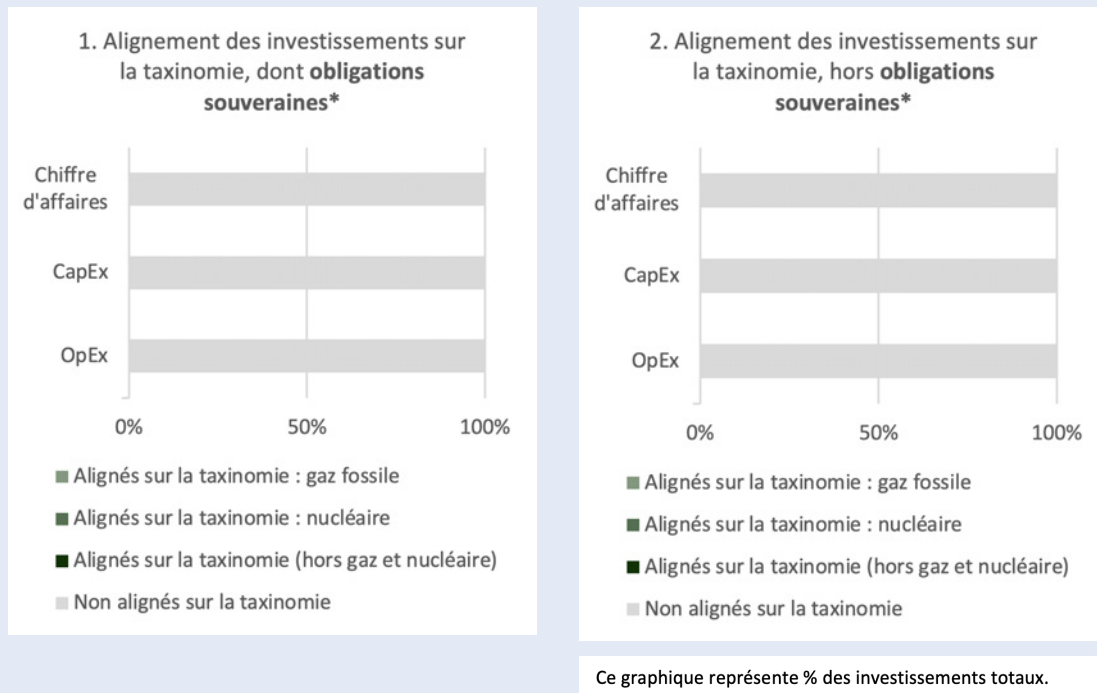 1. Alignement des investissements sur
la taxinomie, dont obligations
souveraines*
Chiffre
d'affaires
CapEx
OpEx
0%
50%
100%
Alignés sur la taxinomie : gaz fossile
Alignés sur la taxinomie : nucléaire
Alignés sur la taxinomie (hors gaz et nucléaire)
Non alignés sur la taxinomie
2. Alignement des investissements sur
la taxinomie, hors obligations
souveraines*
Chiffre
d'affaires
CapEx
OpEx
0%
50%
100%
Alignés sur la taxinomie : gaz fossile
Alignés sur la taxinomie : nucléaire
Alignés sur la taxinomie (hors gaz et nucléaire)
Non alignés sur la taxinomie
Ce graphique représente % des investissements totaux.